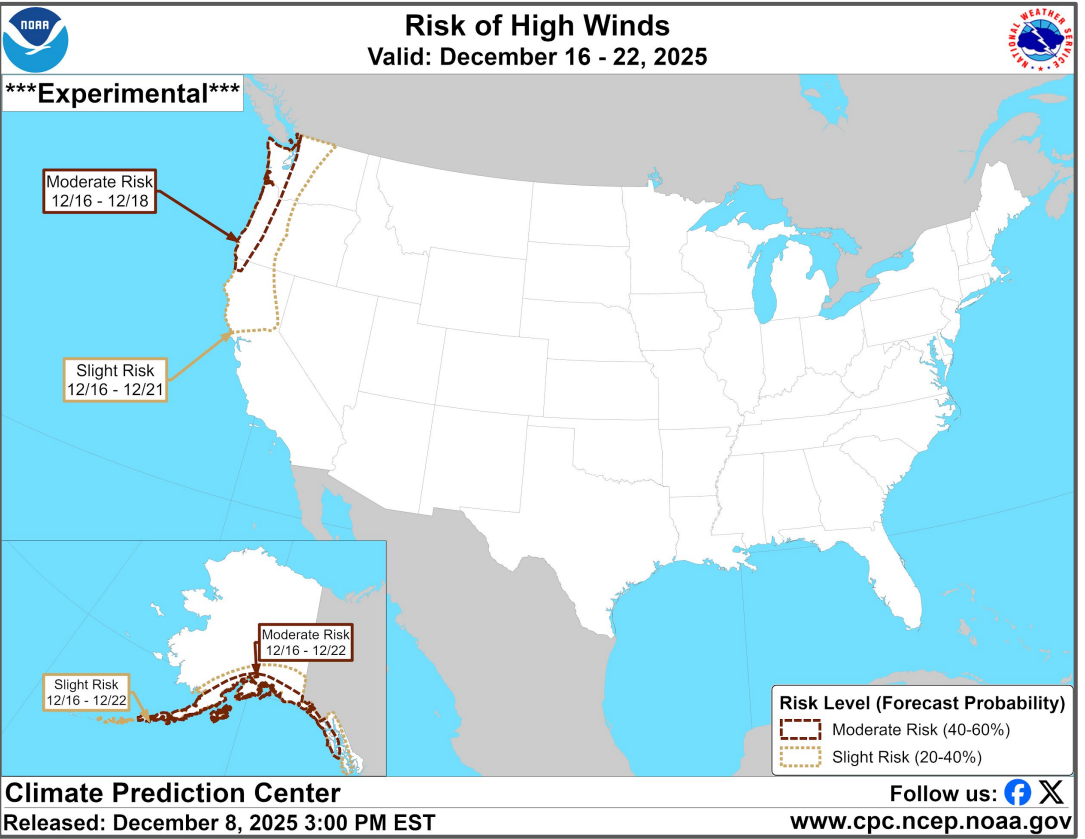 NOAA
Risk of High Winds
Valid: December 16 - 22, 2025
NATIONAL WEATHER SERVICE
***Experimental***
Moderate Risk
12/16 - 12/18
Slight Risk
12/16 - 12/21
Moderate Risk
12/16 - 12/22
Slight Risk
12/16 - 12/22
Risk Level (Forecast Probability)
Moderate Risk (40-60%)
Slight Risk (20-40%)
Climate Prediction Center
Follow us:
Released: December 8, 2025 3:00 PM EST
www.cpc.ncep.noaa.gov